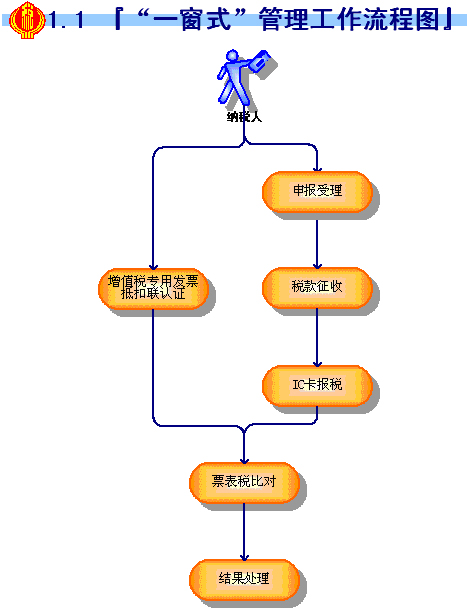 1.1『“一窗式”管理工作流程图』
纳税人
申报受理
增值税专用发票
抵扣联认证
税款征收
IC卡报税
票表税比对
结果处理